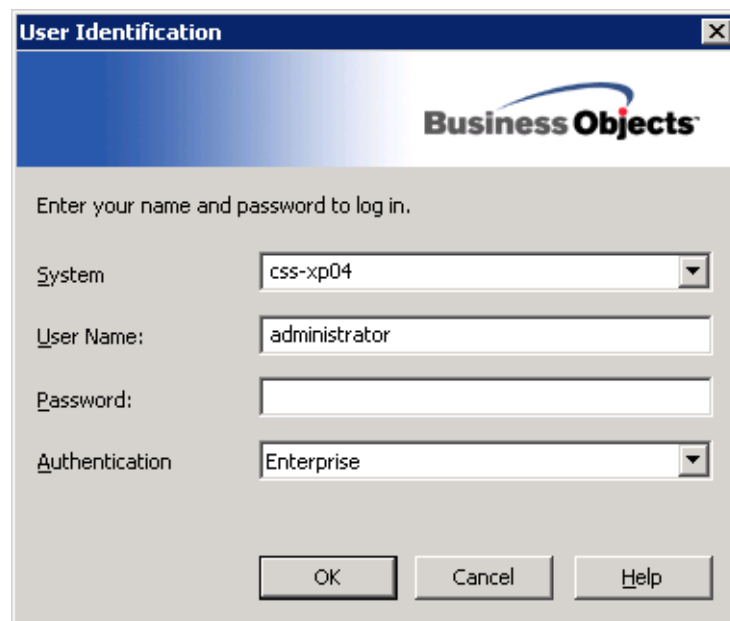 User Identification
Business Objects™
Enter your name and password to log in.
System
css-xp04
User Name:
administrator
Password:
Authentication
Enterprise
OK
Cancel
Help